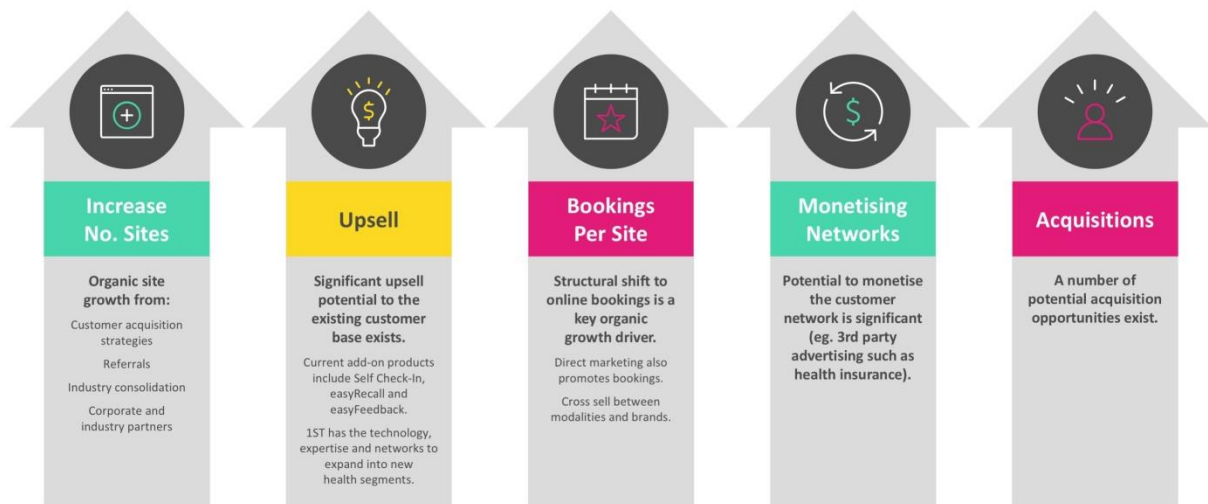 Increase
No. Sites
Organic site
growth from:
Customer acquisition
strategies
Referrals
Industry consolidation
Corporate and
industry partners
Upsell
Significant upsell
potential to the
existing customer
base exists.
Current add-on products
include Self Check-In,
easyRecall and
easyFeedback.
1ST has the technology,
expertise and networks to
expand into new
health segments.
Bookings
Per Site
Structural shift to
online bookings is a
key organic
growth driver.
Direct marketing also
promotes bookings.
Cross sell between
modalities and brands.
Monetising
Networks
Potential to monetise
the customer
network is significant
(eg. 3rd party
advertising such as
health insurance).
Acquisitions
A number of
potential acquisition
opportunities exist.